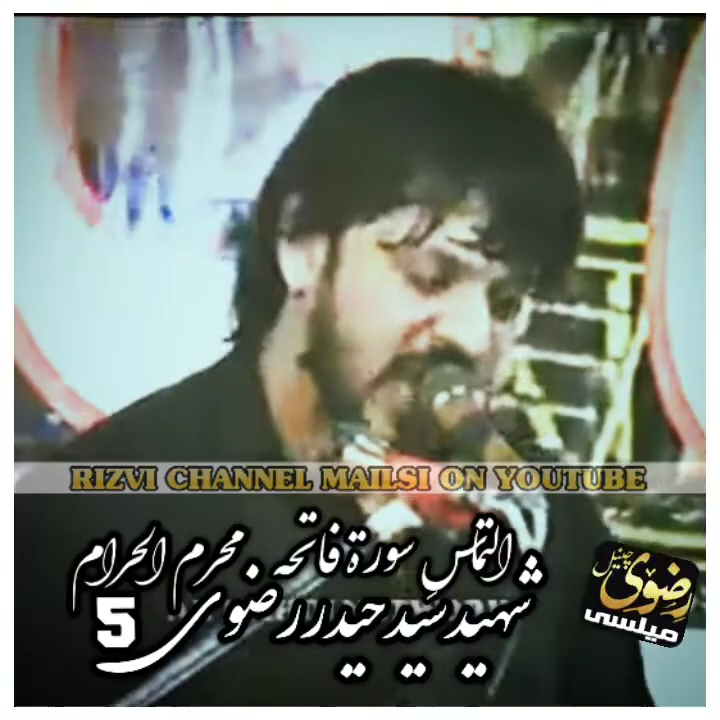 RIZVI CHANNEL MAILSI ON YOUTUBE
التماسِ سورۃ فاتحہ محرم الحرام
شہید سید حیدر رضوی 5
رضوی چینل
میلسی